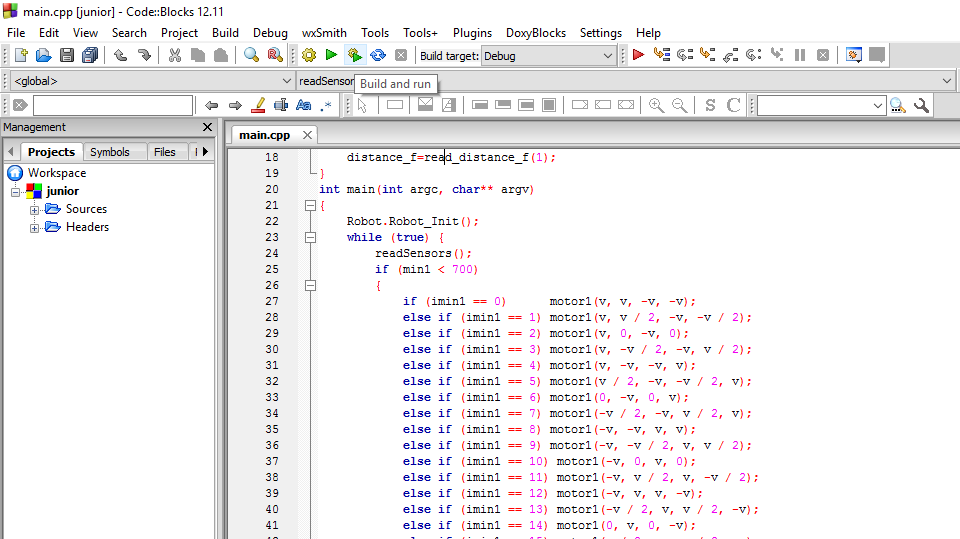 main.cpp [junior] - Code::Blocks 12.11
File Edit View Search Project Build Debug wxSmith Tools Tools+ Plugins DoxyBlocks Settings Help
Build target: Debug
<global> readSensor
Build and run
Aa .* S C
Management
main.cpp
Projects Symbols Files
Workspace
junior
Sources
Headers
18 distance_f=read_distance_f(1);
19 }
20 int main(int argc, char** argv)
21 {
22 Robot.Robot_Init();
23 while (true) {
24 readSensors();
25 if (min1 < 700)
26 {
27 if (imin1 == 0) motor1(v, v, -v, -v);
28 else if (imin1 == 1) motor1(v, v / 2, -v, -v / 2);
29 else if (imin1 == 2) motor1(v, 0, -v, 0);
30 else if (imin1 == 3) motor1(v, -v / 2, -v, v / 2);
31 else if (imin1 == 4) motor1(v, -v, -v, v);
32 else if (imin1 == 5) motor1(v / 2, -v, -v / 2, v);
33 else if (imin1 == 6) motor1(0, -v, 0, v);
34 else if (imin1 == 7) motor1(-v / 2, -v, v / 2, v);
35 else if (imin1 == 8) motor1(-v, -v, v, v);
36 else if (imin1 == 9) motor1(-v, -v / 2, v, v / 2);
37 else if (imin1 == 10) motor1(-v, 0, v, 0);
38 else if (imin1 == 11) motor1(-v, v / 2, v, -v / 2);
39 else if (imin1 == 12) motor1(-v, v, v, -v);
40 else if (imin1 == 13) motor1(-v / 2, v, v / 2, -v);
41 else if (imin1 == 14) motor1(0, v, 0, -v);